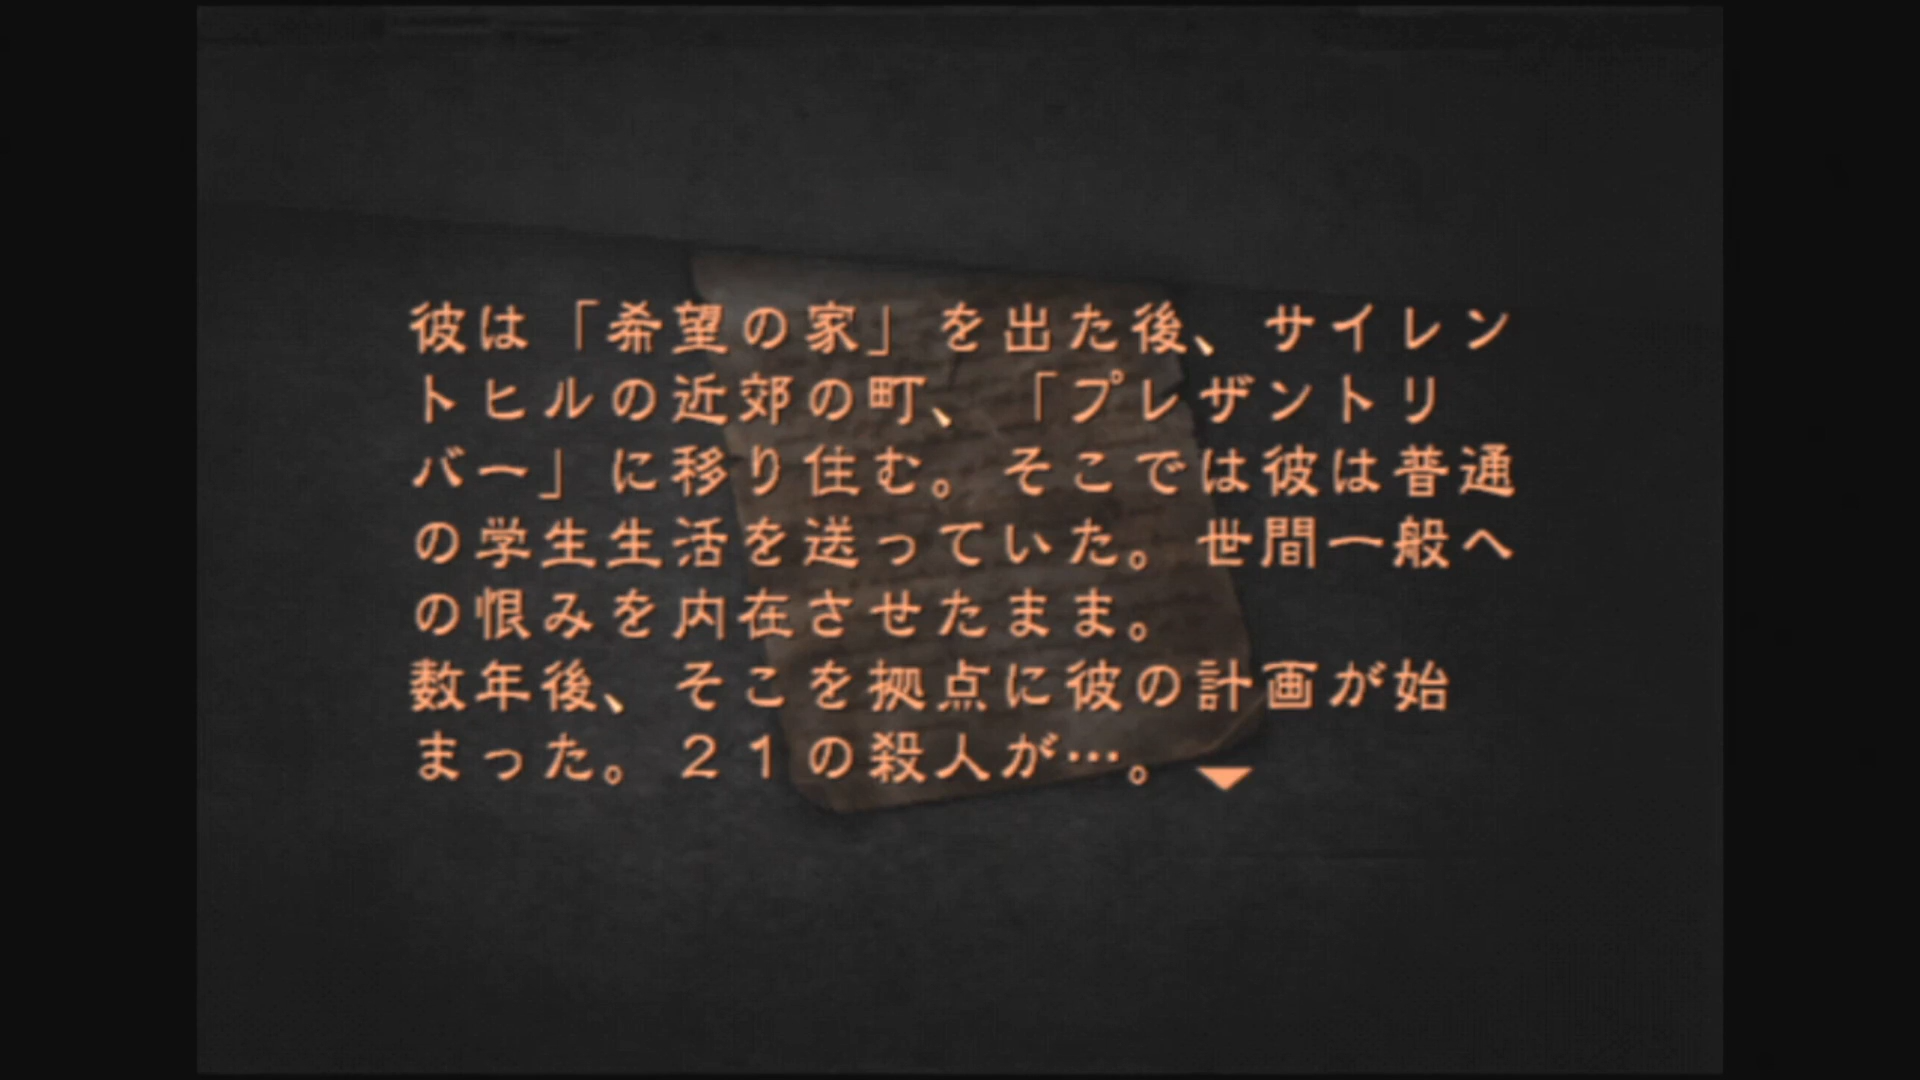 彼は「希望の家」を出た後、サイレン
トヒルの近郊の町、「プレザントリ
バー」に移り住む。そこでは彼は普通
の学生生活を送っていた。世間一般へ
の恨みを内在させたまま。
数年後、そこを拠点に彼の計画が始
まった。２１の殺人が…。